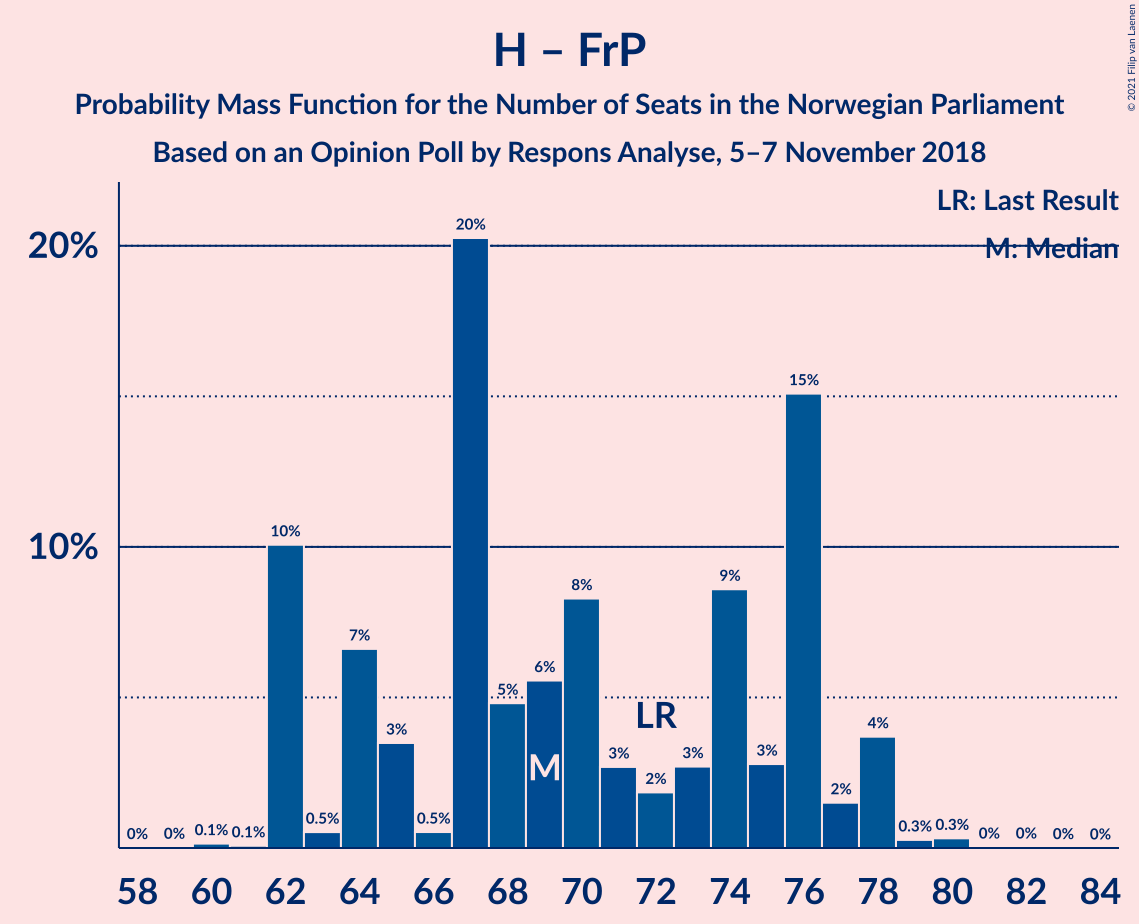 H – FrP
Probability Mass Function for the Number of Seats in the Norwegian Parliament
Based on an Opinion Poll by Respons Analyse, 5–7 November 2018
© 2021 Filip van Laenen
LR: Last Result
M: Median
20%
10%
0% 0% 0.1% 0.1% 10% 0.5% 7% 3% 0.5% 20% 5% 6% 8% 3% 2% 3% 9% 3% 15% 2% 4% 0.3% 0.3% 0% 0% 0% 0%
LR
M
58 60 62 64 66 68 70 72 74 76 78 80 82 84